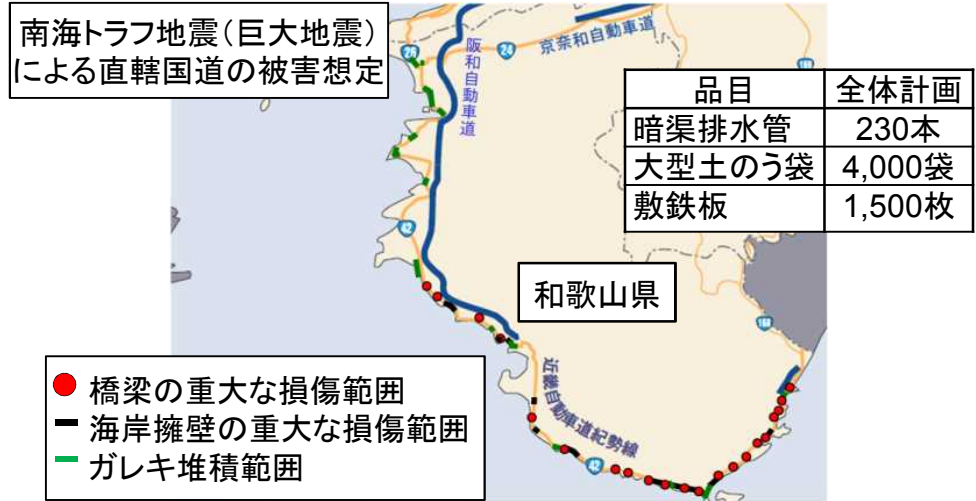 南海トラフ地震(巨大地震)
による直轄国道の被害想定
26
阪和自動車道
24
京奈和自動車道
品目 全体計画
暗渠排水管 230本
大型土のう袋 4,000袋
敷鉄板 1,500枚
42
和歌山県
168
近畿自動車道紀勢線
42
橋梁の重大な損傷範囲
海岸擁壁の重大な損傷範囲
ガレキ堆積範囲